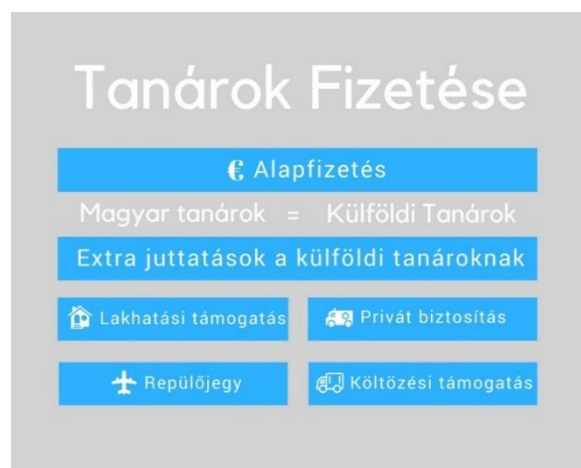 Tanárok Fizetése
€ Alapfizetés
Magyar tanárok = Külföldi Tanárok
Extra juttatások a külföldi tanároknak
Lakhatási támogatás
Privát biztosítás
Repülőjegy
Költözési támogatás